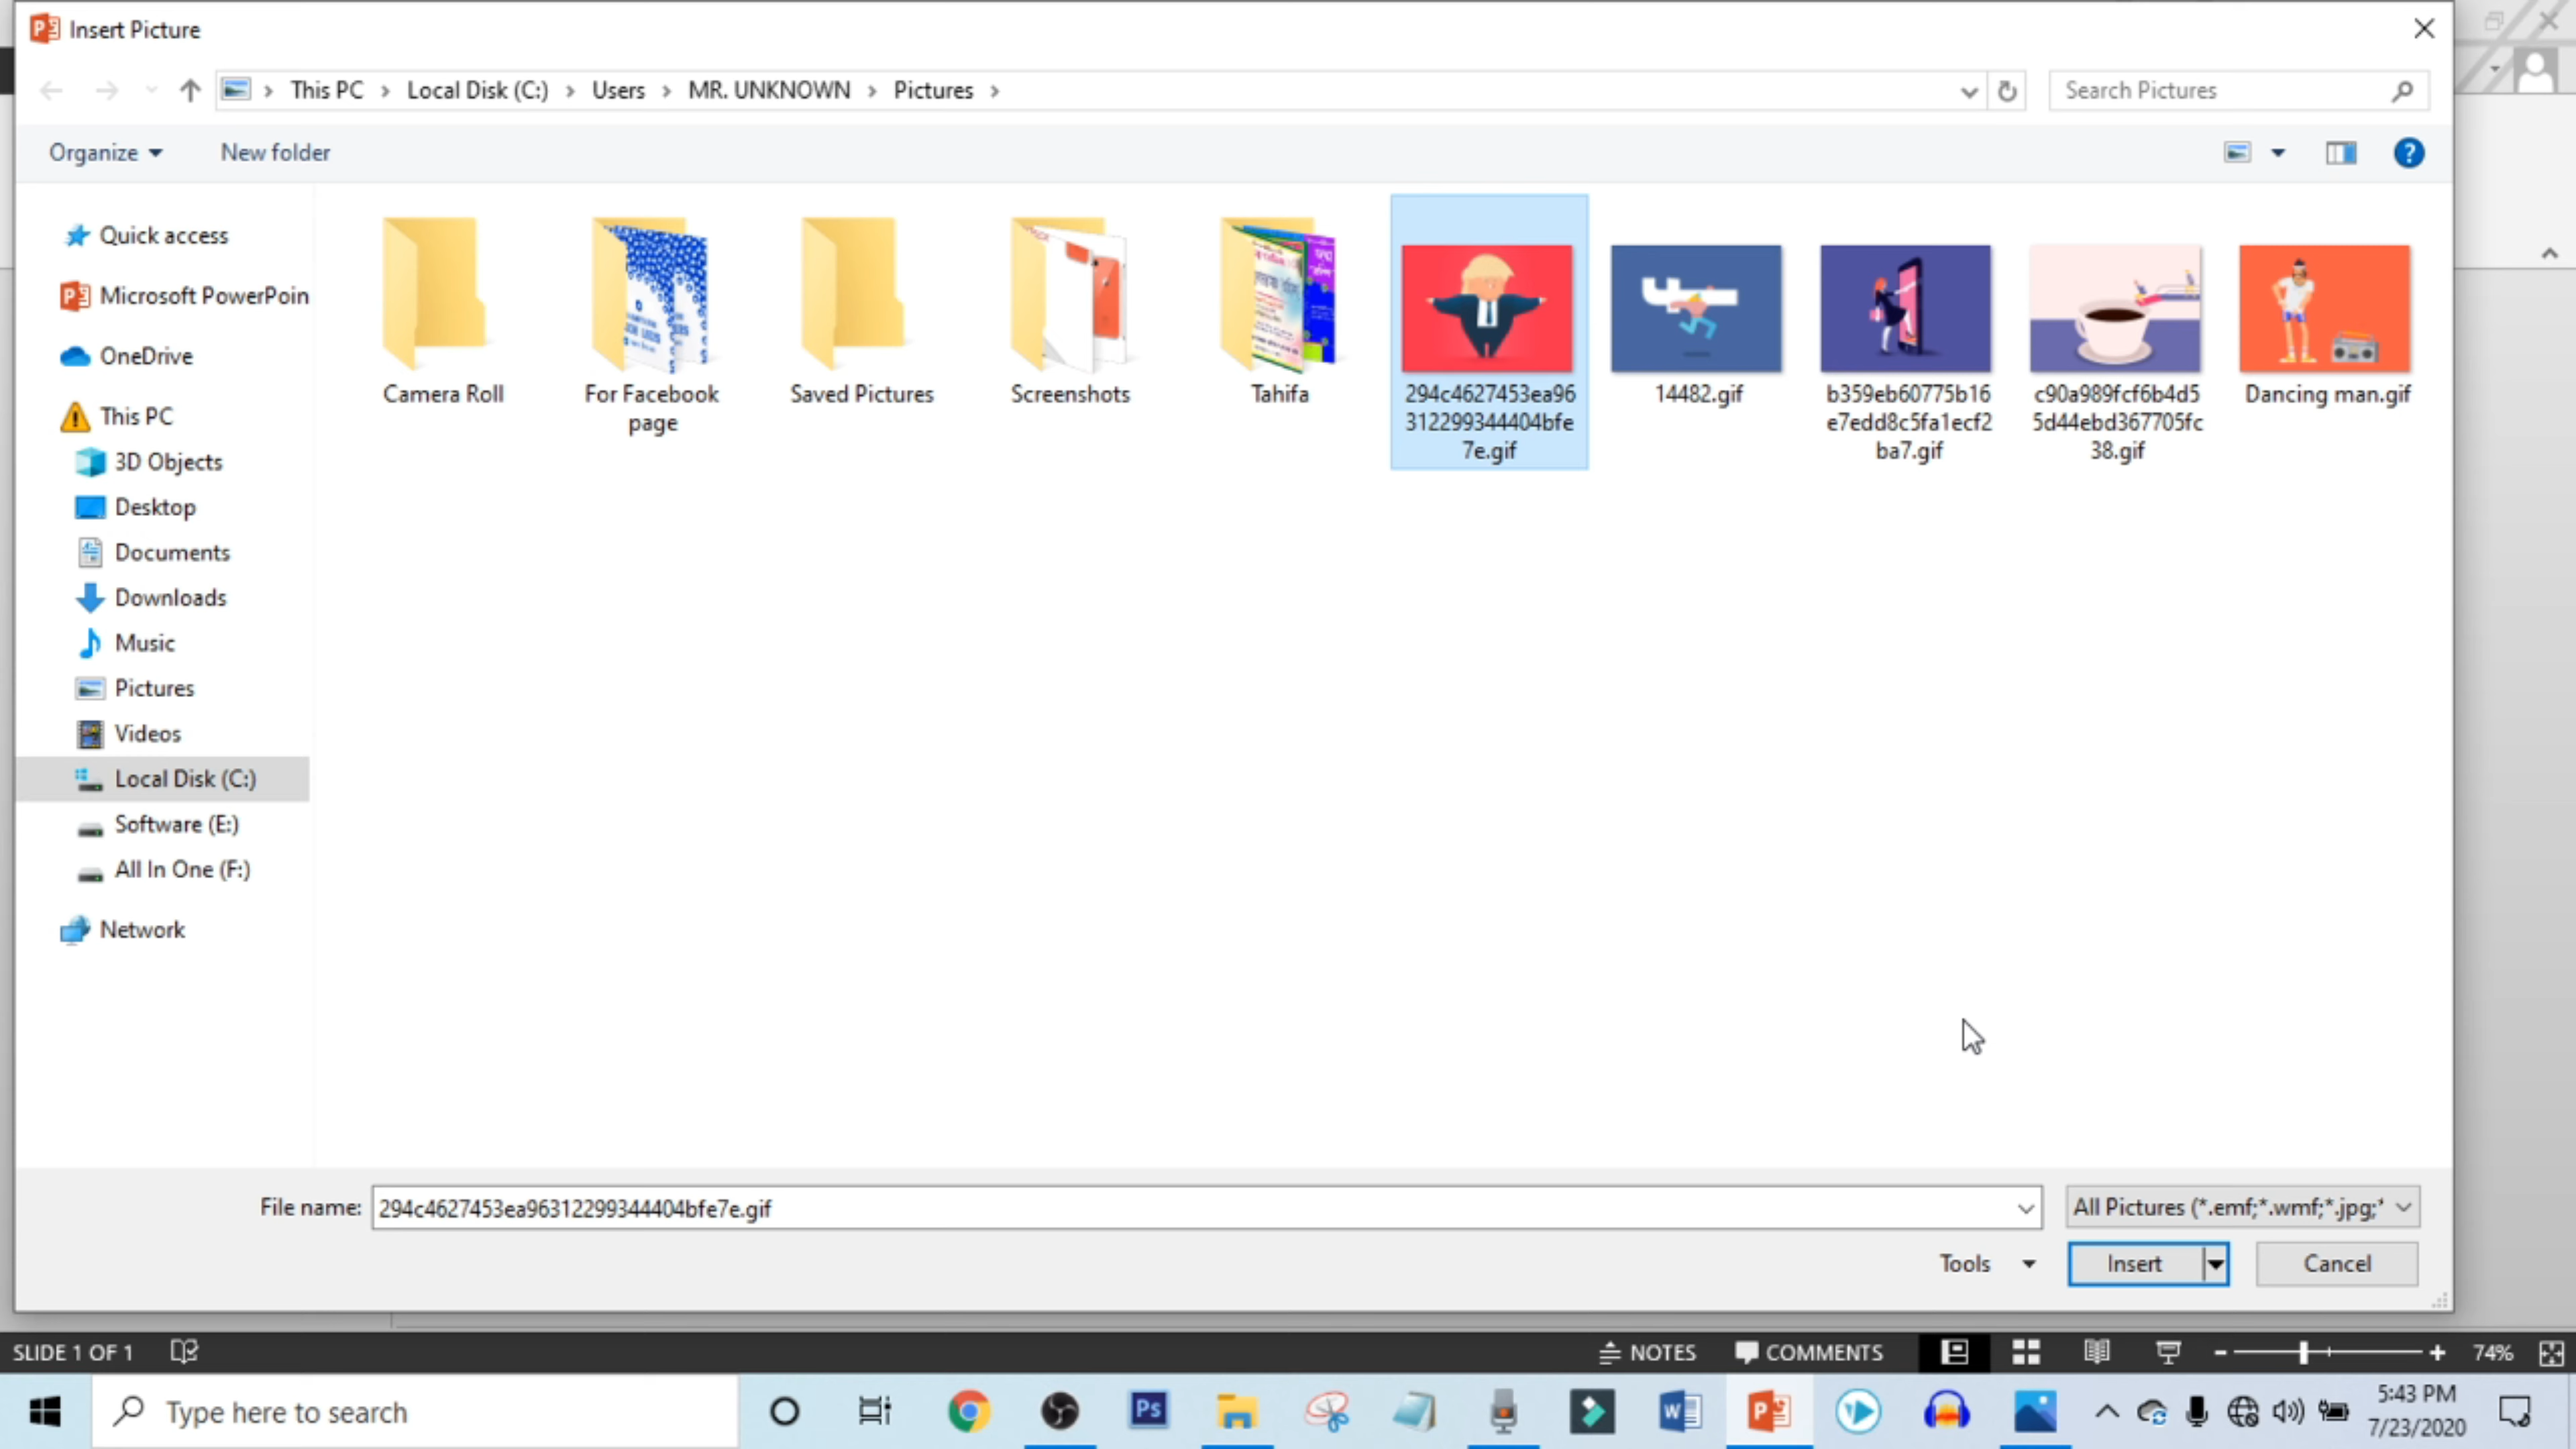 Insert Picture
This PC
Local Disk (C:)
Users
MR. UNKNOWN
Pictures
Search Pictures
Organize
New folder
Quick access
Microsoft PowerPoin
OneDrive
This PC
3D Objects
Desktop
Documents
Downloads
Music
Pictures
Videos
Local Disk (C:)
Software (E:)
All In One (F:)
Network
Camera Roll
For Facebook
page
Saved Pictures
Screenshots
Tahifa
294c4627453ea96
312299344404bfe
7e.gif
14482.gif
b359eb60775b16
e7edd8c5fa1ecf2
ba7.gif
c90a989fcf6b4d5
5d44ebd367705fc
38.gif
Dancing man.gif
File name:
294c4627453ea96312299344404bfe7e.gif
All Pictures (*.emf;*.wmf;*.jpg;*
Tools
Insert
Cancel
SLIDE 1 OF 1
NOTES
COMMENTS
74%
Type here to search
Ps
5:43 PM
7/23/2020